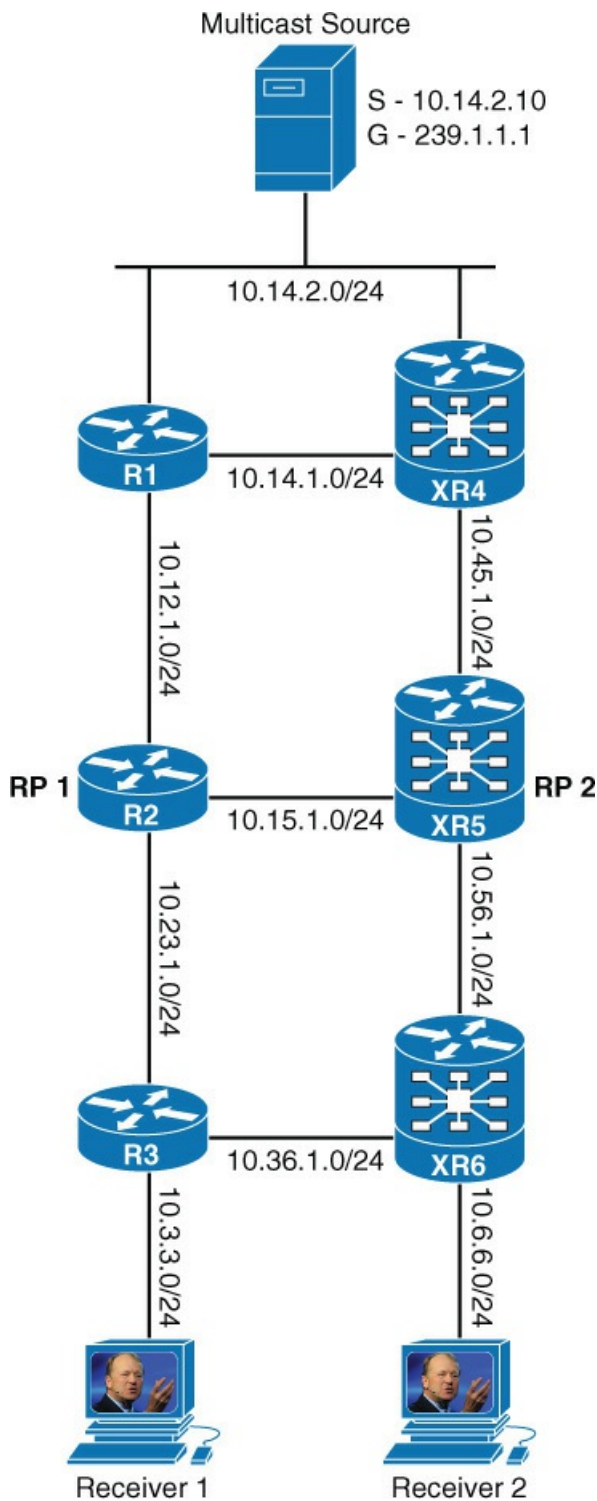 Multicast Source
S - 10.14.2.10
G - 239.1.1.1
10.14.2.0/24
R1
10.14.1.0/24
XR4
10.12.1.0/24
10.45.1.0/24
RP 1
R2
10.15.1.0/24
XR5
RP 2
10.23.1.0/24
10.56.1.0/24
R3
10.36.1.0/24
XR6
10.3.3.0/24
10.6.6.0/24
Receiver 1
Receiver 2